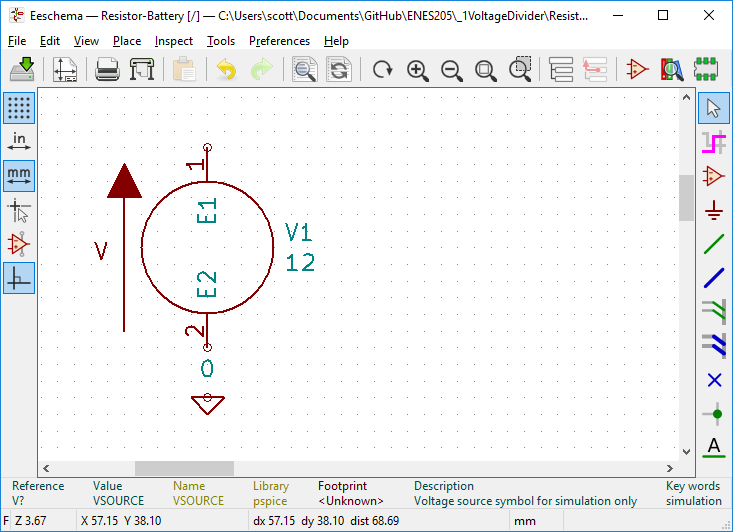 Eeschema — Resistor-Battery [/] — C:\Users\scott\Documents\GitHub\ENES205\_1VoltageDivider\Resist...
File Edit View Place Inspect Tools Preferences Help
in
mm
1
E1
V
V1
12
E2
2
0
A
Reference Value Name Library Footprint Description Key words
V? VSOURCE VSOURCE pspice <Unknown> Voltage source symbol for simulation only simulation
F Z 3.67 X 57.15 Y 38.10 dx 57.15 dy 38.10 dist 68.69 mm